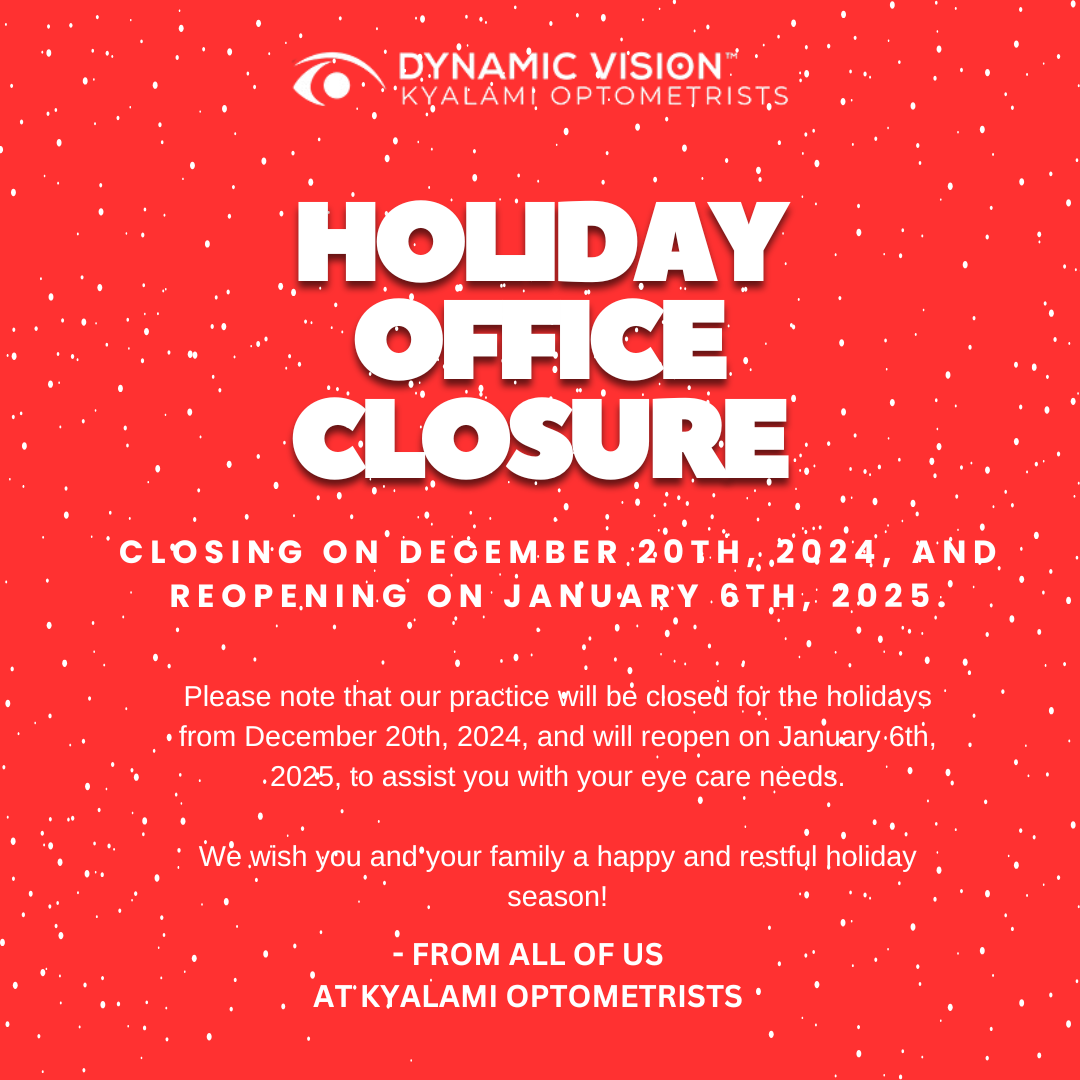 DYNAMIC VISION™
KYALAMI OPTOMETRISTS
HOLIDAY
OFFICE
CLOSURE
CLOSING ON DECEMBER 20TH, 2024, AND
REOPENING ON JANUARY 6TH, 2025.
Please note that our practice will be closed for the holidays
from December 20th, 2024, and will reopen on January 6th,
2025, to assist you with your eye care needs.
We wish you and your family a happy and restful holiday
season!
- FROM ALL OF US
AT KYALAMI OPTOMETRISTS